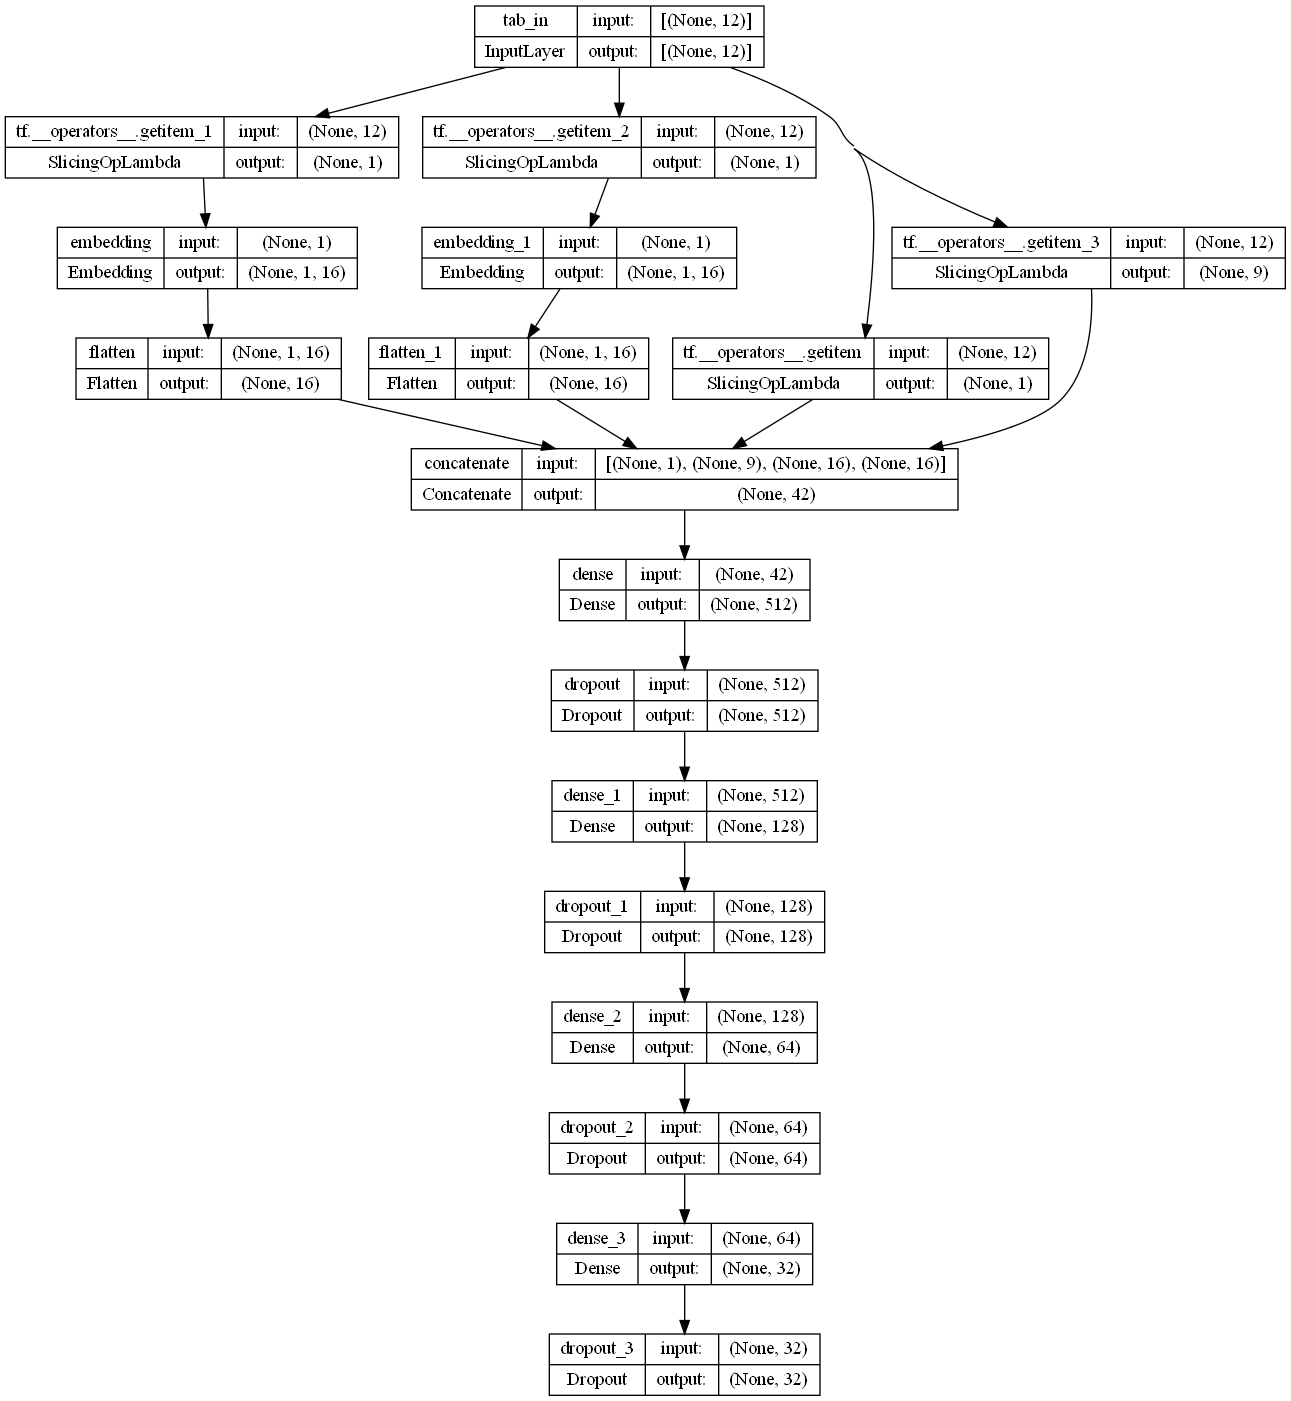 tab_in input: [(None, 12)]
InputLayer output: [(None, 12)]
tf.__operators__.getitem_1 input: (None, 12)
SlicingOpLambda output: (None, 1)
tf.__operators__.getitem_2 input: (None, 12)
SlicingOpLambda output: (None, 1)
embedding input: (None, 1)
Embedding output: (None, 1, 16)
embedding_1 input: (None, 1)
Embedding output: (None, 1, 16)
tf.__operators__.getitem_3 input: (None, 12)
SlicingOpLambda output: (None, 9)
flatten input: (None, 1, 16)
Flatten output: (None, 16)
flatten_1 input: (None, 1, 16)
Flatten output: (None, 16)
tf.__operators__.getitem input: (None, 12)
SlicingOpLambda output: (None, 1)
concatenate input: [(None, 1), (None, 9), (None, 16), (None, 16)]
Concatenate output: (None, 42)
dense input: (None, 42)
Dense output: (None, 512)
dropout input: (None, 512)
Dropout output: (None, 512)
dense_1 input: (None, 512)
Dense output: (None, 128)
dropout_1 input: (None, 128)
Dropout output: (None, 128)
dense_2 input: (None, 128)
Dense output: (None, 64)
dropout_2 input: (None, 64)
Dropout output: (None, 64)
dense_3 input: (None, 64)
Dense output: (None, 32)
dropout_3 input: (None, 32)
Dropout output: (None, 32)